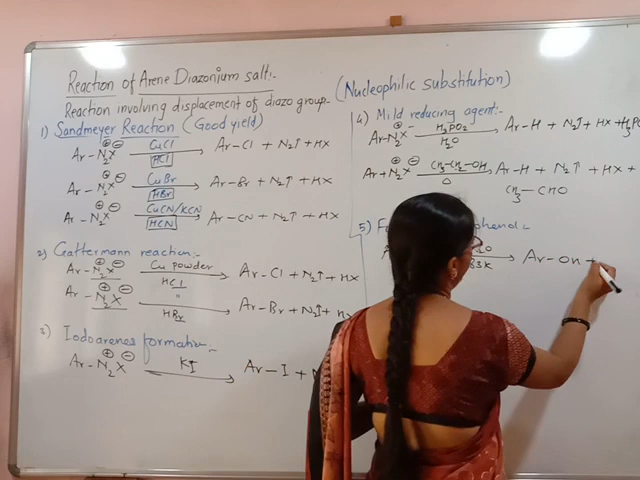 Reaction of Arene Diazonium salt:-
(Nucleophilic substitution)
Reaction involving displacement of diazo group-
1) Sandmeyer Reaction (Good yield)
Ar-N₂X ⊕ ⊖ CuCl HCl → Ar-Cl + N₂↑ + HX
Ar-N₂X ⊕ ⊖ CuBr HBr → Ar-Br + N₂↑ + HX
Ar-N₂X ⊕ ⊖ CuCN/KCN HCN → Ar-CN + N₂↑ + HX
2) Gattermann reaction:-
Ar-N₂X ⊕ ⊖ Cu powder HCl → Ar-Cl + N₂↑ + HX
Ar-N₂X ⊕ ⊖ " HBr → Ar-Br + N₂↑ +
3) Iodoarenes formation:-
Ar-N₂X ⊕ ⊖ KI → Ar-I +
4) Mild reducing agent:-
Ar-N₂X ⊕ - H₃PO₂ H₂O → Ar-H + N₂↑ + HX + H₃PO
Ar+N₂X ⊕ ⊖ CH₃-CH₂-OH Δ → Ar-H + N₂↑ + HX +
CH₃-CHO
5)
→ Ar-OH +